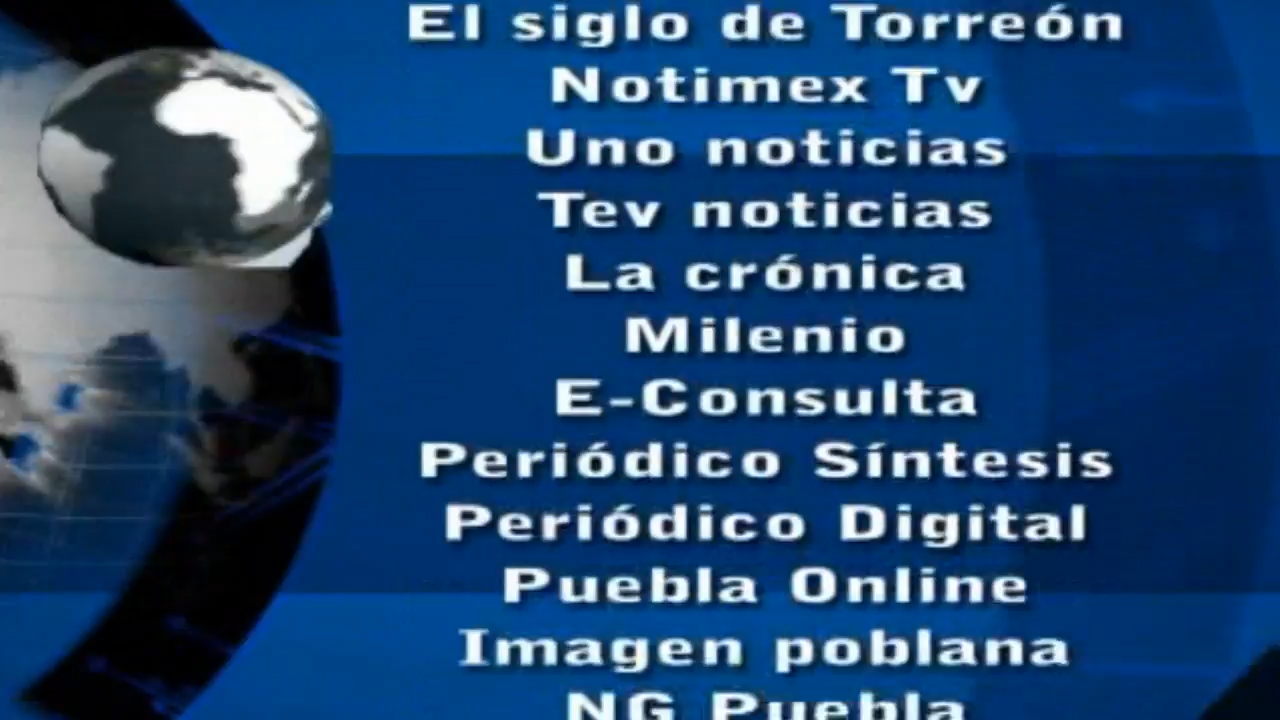 El siglo de Torreón
Notimex Tv
Uno noticias
Tev noticias
La crónica
Milenio
E-Consulta
Periódico Síntesis
Periódico Digital
Puebla Online
Imagen poblana
NG Puebla